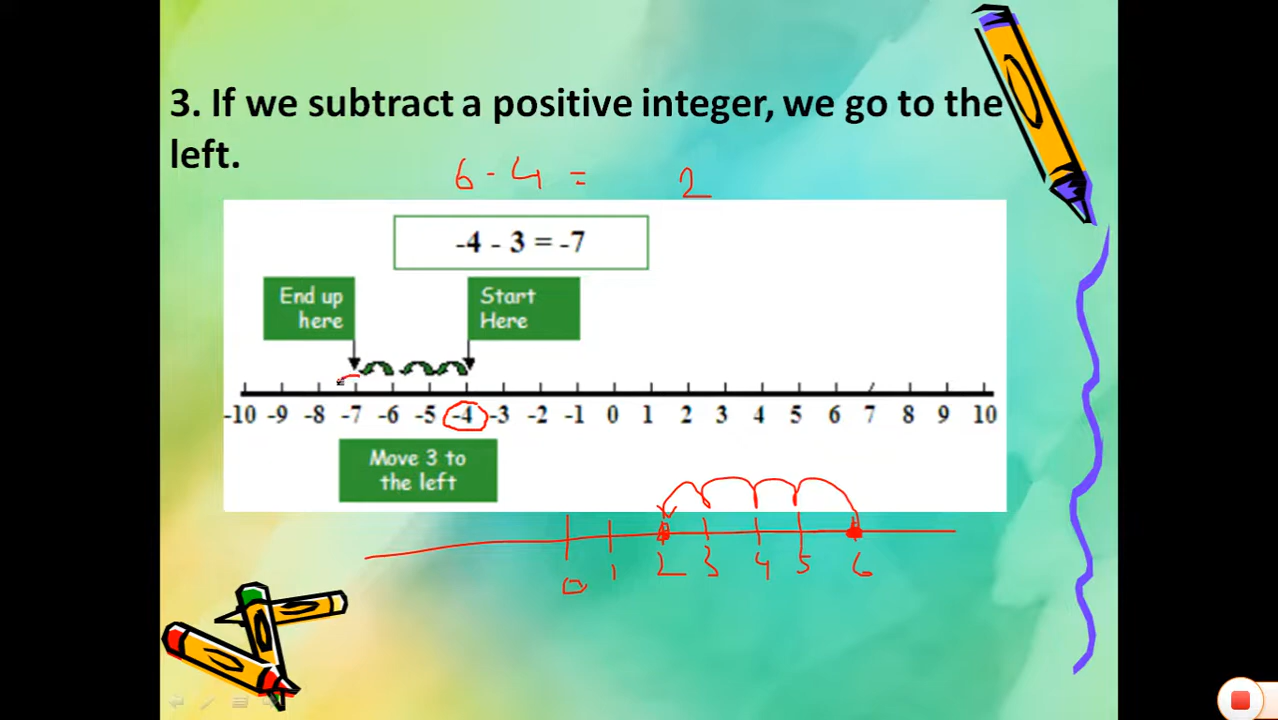 3. If we subtract a positive integer, we go to the
left.
6 - 4 = 2
-4 - 3 = -7
End up
here
Start
Here
-10 -9 -8 -7 -6 -5 -4 -3 -2 -1 0 1 2 3 4 5 6 7 8 9 10
Move 3 to
the left
0 1 2 3 4 5 6